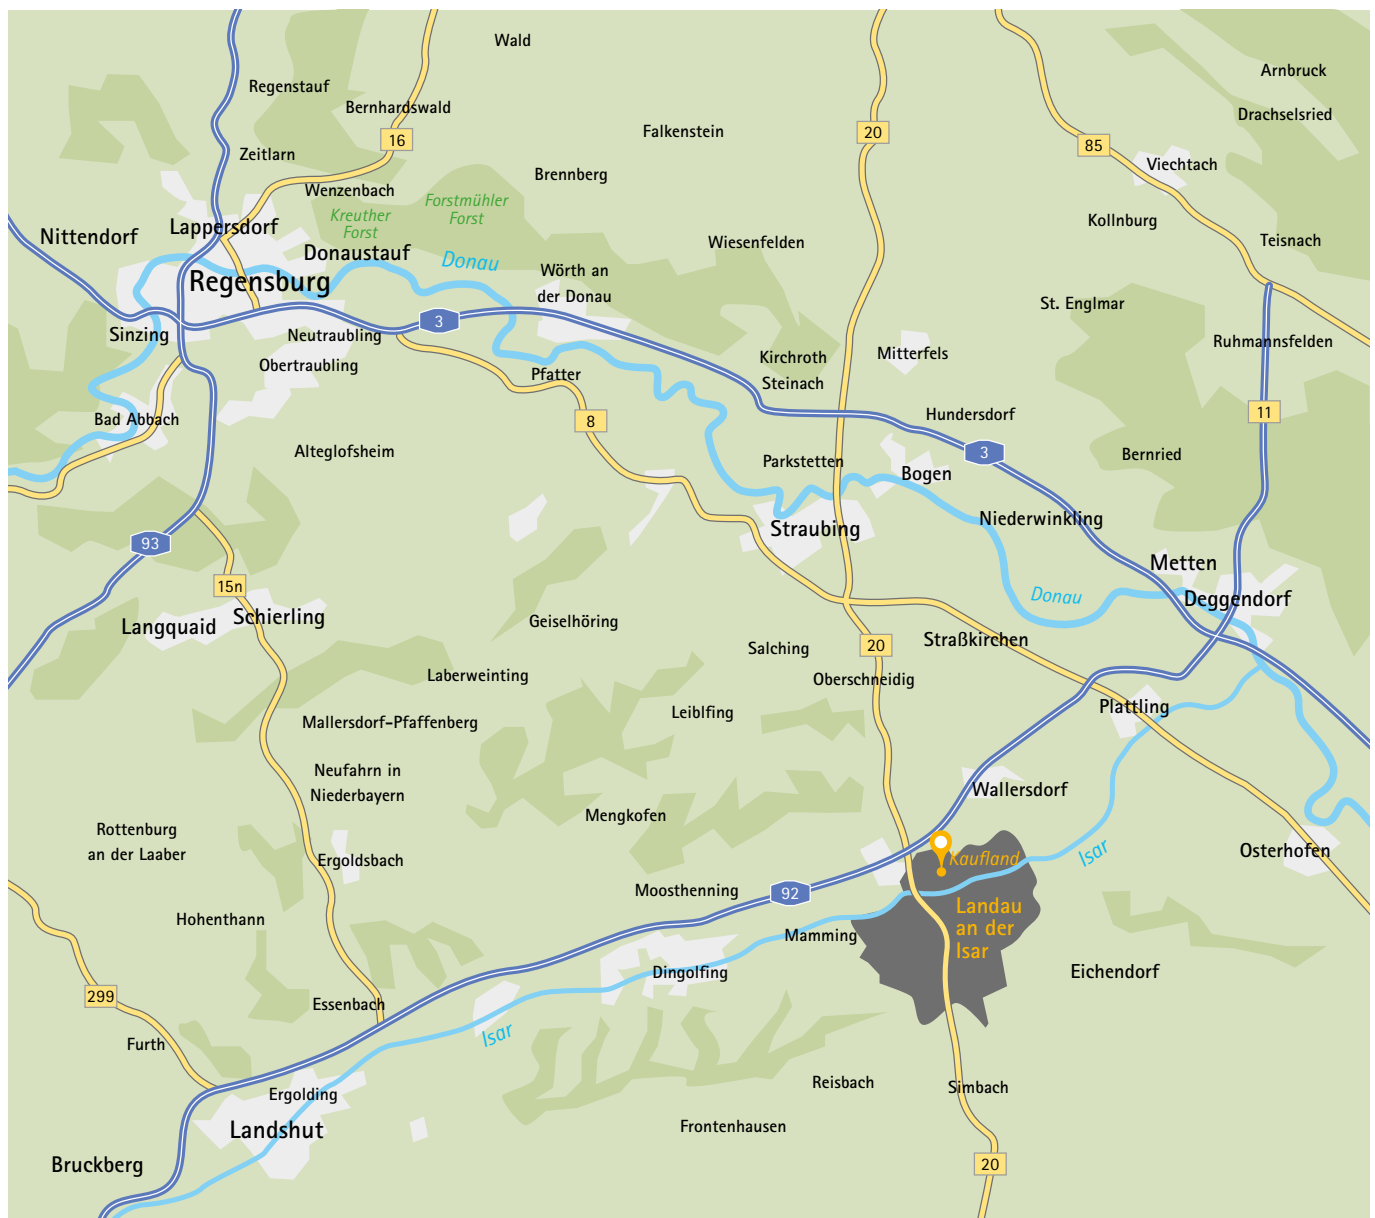 Wald
Arnbruck
Regenstauf
Bernhardswald
Drachselsried
Falkenstein
20
16
85
Zeitlarn
Viechtach
Brennberg
Wenzenbach
Forstmühler
Forst
Kreuther
Forst
Lappersdorf
Kollnburg
Nittendorf
Wiesenfelden
Teisnach
Donaustauf
Donau
Wörth an
der Donau
Regensburg
St. Englmar
3
Sinzing
Neutraubling
Ruhmannsfelden
Kirchroth
Mitterfels
Obertraubling
Pfatter
Steinach
Bad Abbach
8
Hundersdorf
11
Alteglofsheim
3
Bernried
Parkstetten
Bogen
Niederwinkling
Straubing
93
Metten
15n
Donau
Deggendorf
Schierling
Langquaid
Geiselhöring
Straßkirchen
Salching
20
Laberweinting
Oberschneidig
Leiblfing
Plattling
Mallersdorf-Pfaffenberg
Neufahrn in
Niederbayern
Wallersdorf
Mengkofen
Rottenburg
an der Laaber
Ergoldsbach
Kaufland
Isar
Osterhofen
Moosthenning
92
Landau
an der
Isar
Hohenthann
Mamming
Dingolfing
Eichendorf
299
Essenbach
Isar
Furth
Reisbach
Simbach
Ergolding
Landshut
Frontenhausen
Bruckberg
20